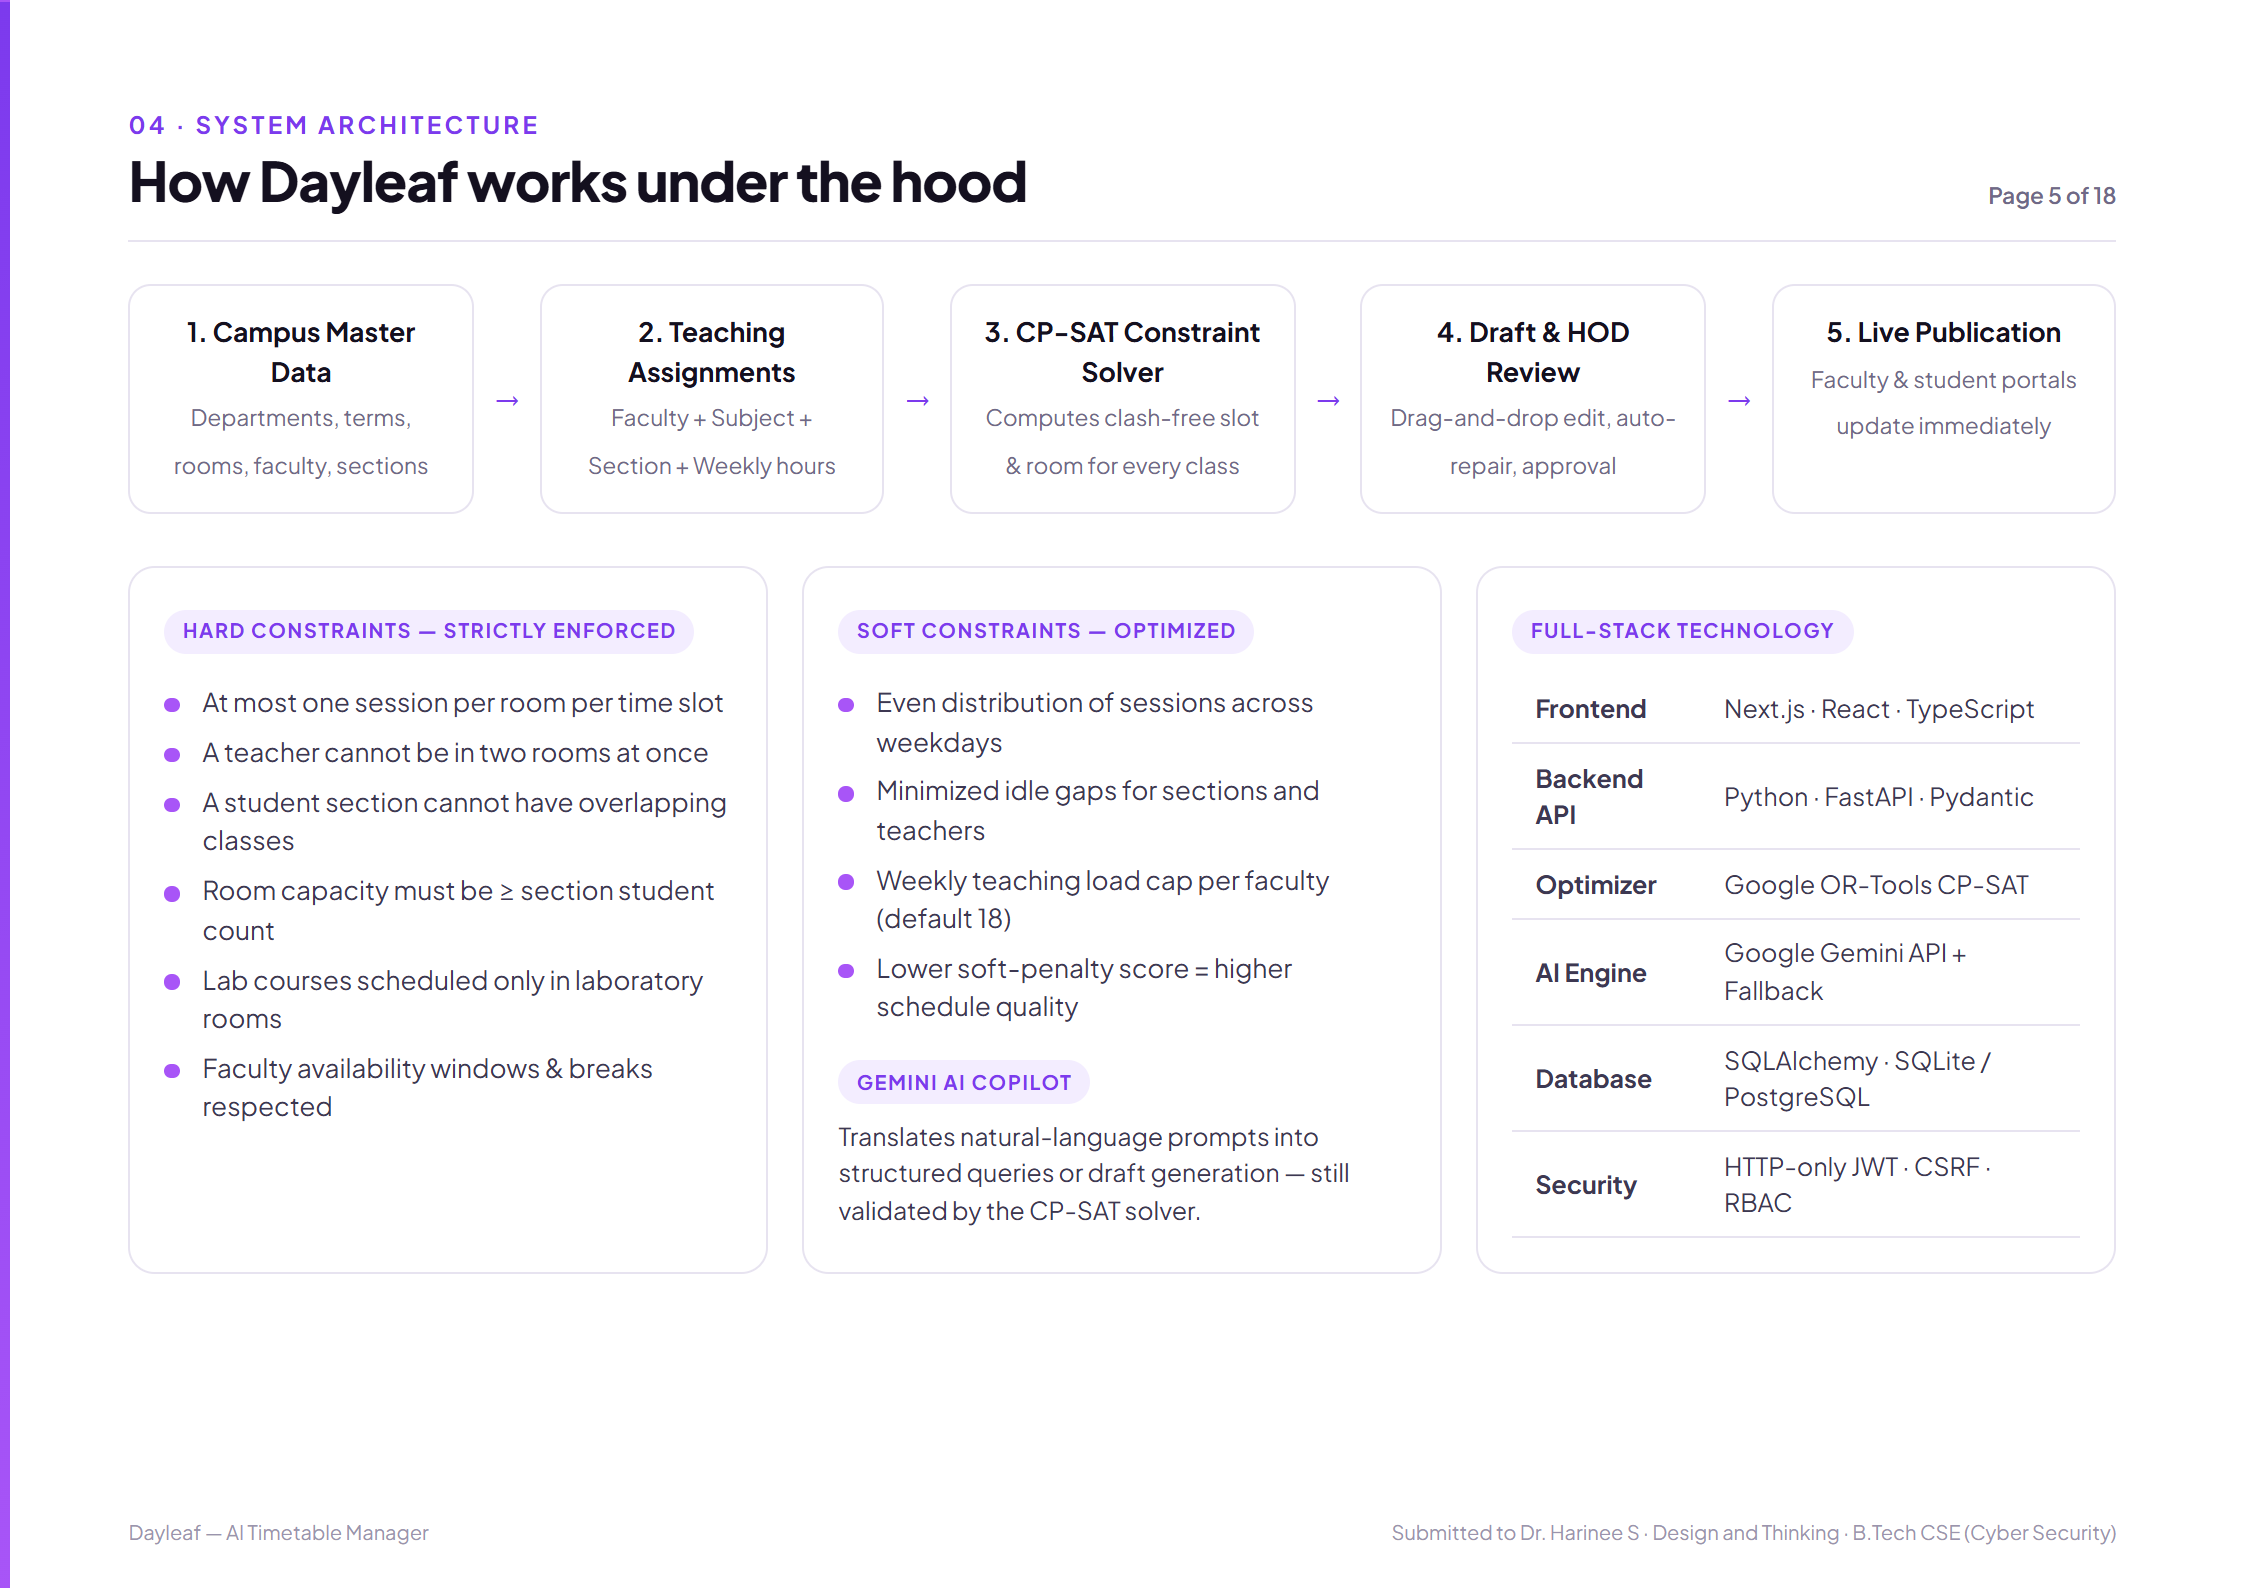 04 · SYSTEM ARCHITECTURE
How Dayleaf works under the hood
Page 5 of 18
1. Campus Master
Data
Departments, terms,
rooms, faculty, sections
→
2. Teaching
Assignments
Faculty + Subject +
Section + Weekly hours
→
3. CP-SAT Constraint
Solver
Computes clash-free slot
& room for every class
→
4. Draft & HOD
Review
Drag-and-drop edit, auto-
repair, approval
→
5. Live Publication
Faculty & student portals
update immediately
HARD CONSTRAINTS — STRICTLY ENFORCED
At most one session per room per time slot
A teacher cannot be in two rooms at once
A student section cannot have overlapping
classes
Room capacity must be ≥ section student
count
Lab courses scheduled only in laboratory
rooms
Faculty availability windows & breaks
respected
SOFT CONSTRAINTS — OPTIMIZED
Even distribution of sessions across
weekdays
Minimized idle gaps for sections and
teachers
Weekly teaching load cap per faculty
(default 18)
Lower soft-penalty score = higher
schedule quality
GEMINI AI COPILOT
Translates natural-language prompts into
structured queries or draft generation — still
validated by the CP-SAT solver.
FULL-STACK TECHNOLOGY
Frontend Next.js · React · TypeScript
Backend
API
Python · FastAPI · Pydantic
Optimizer Google OR-Tools CP-SAT
AI Engine
Google Gemini API +
Fallback
Database
SQLAlchemy · SQLite /
PostgreSQL
Security
HTTP-only JWT · CSRF ·
RBAC
Dayleaf — AI Timetable Manager
Submitted to Dr. Harinee S · Design and Thinking · B.Tech CSE (Cyber Security)